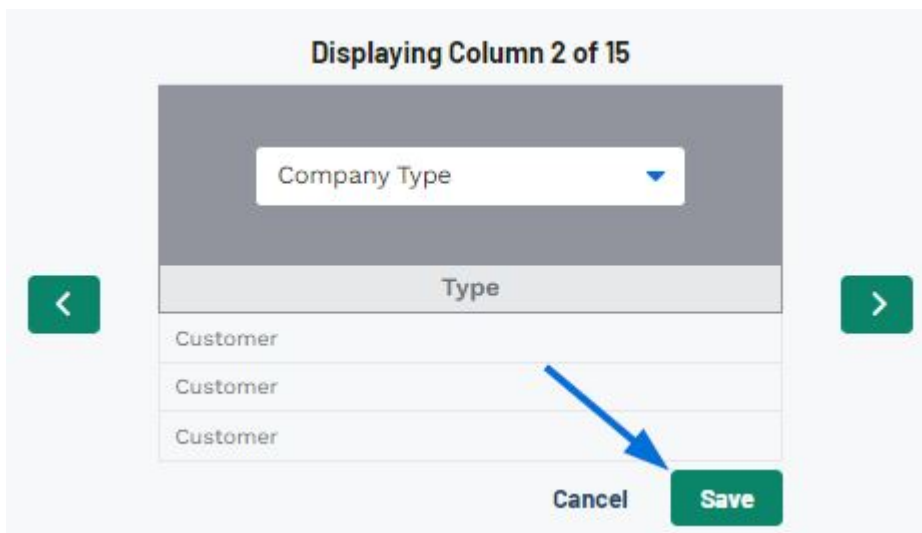 Displaying Column 2 of 15
Company Type
Type
Customer
Customer
Customer
Cancel Save